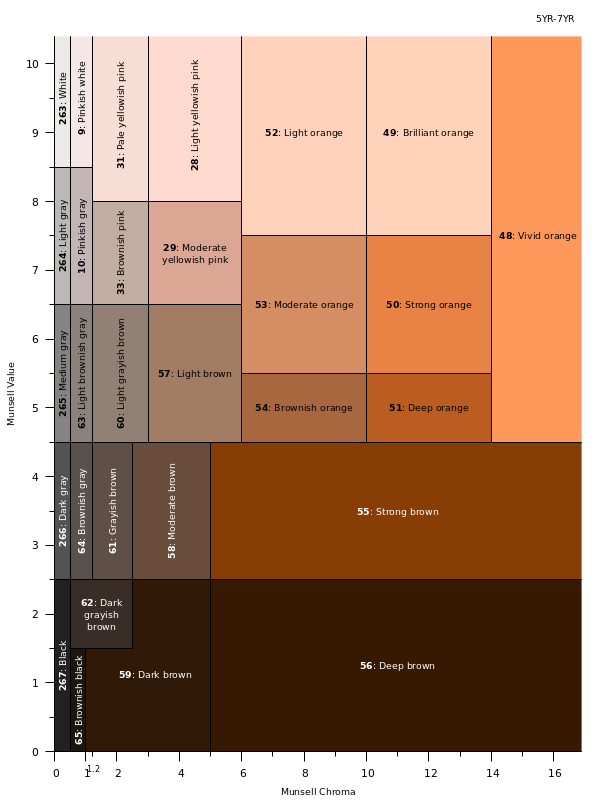 5YR-7YR
10
9
8
7
6
5
4
3
2
1
0
Munsell Value
263: White
9: Pinkish white
31: Pale yellowish pink
28: Light yellowish pink
52: Light orange
49: Brilliant orange
48: Vivid orange
264: Light gray
10: Pinkish gray
33: Brownish pink
29: Moderate
yellowish pink
53: Moderate orange
50: Strong orange
265: Medium gray
63: Light brownish gray
60: Light grayish brown
57: Light brown
54: Brownish orange
51: Deep orange
266: Dark gray
64: Brownish gray
61: Grayish brown
58: Moderate brown
55: Strong brown
267: Black
62: Dark
grayish
brown
65: Brownish black
59: Dark brown
56: Deep brown
0 1 1.2 2 4 6 8 10 12 14 16
Munsell Chroma